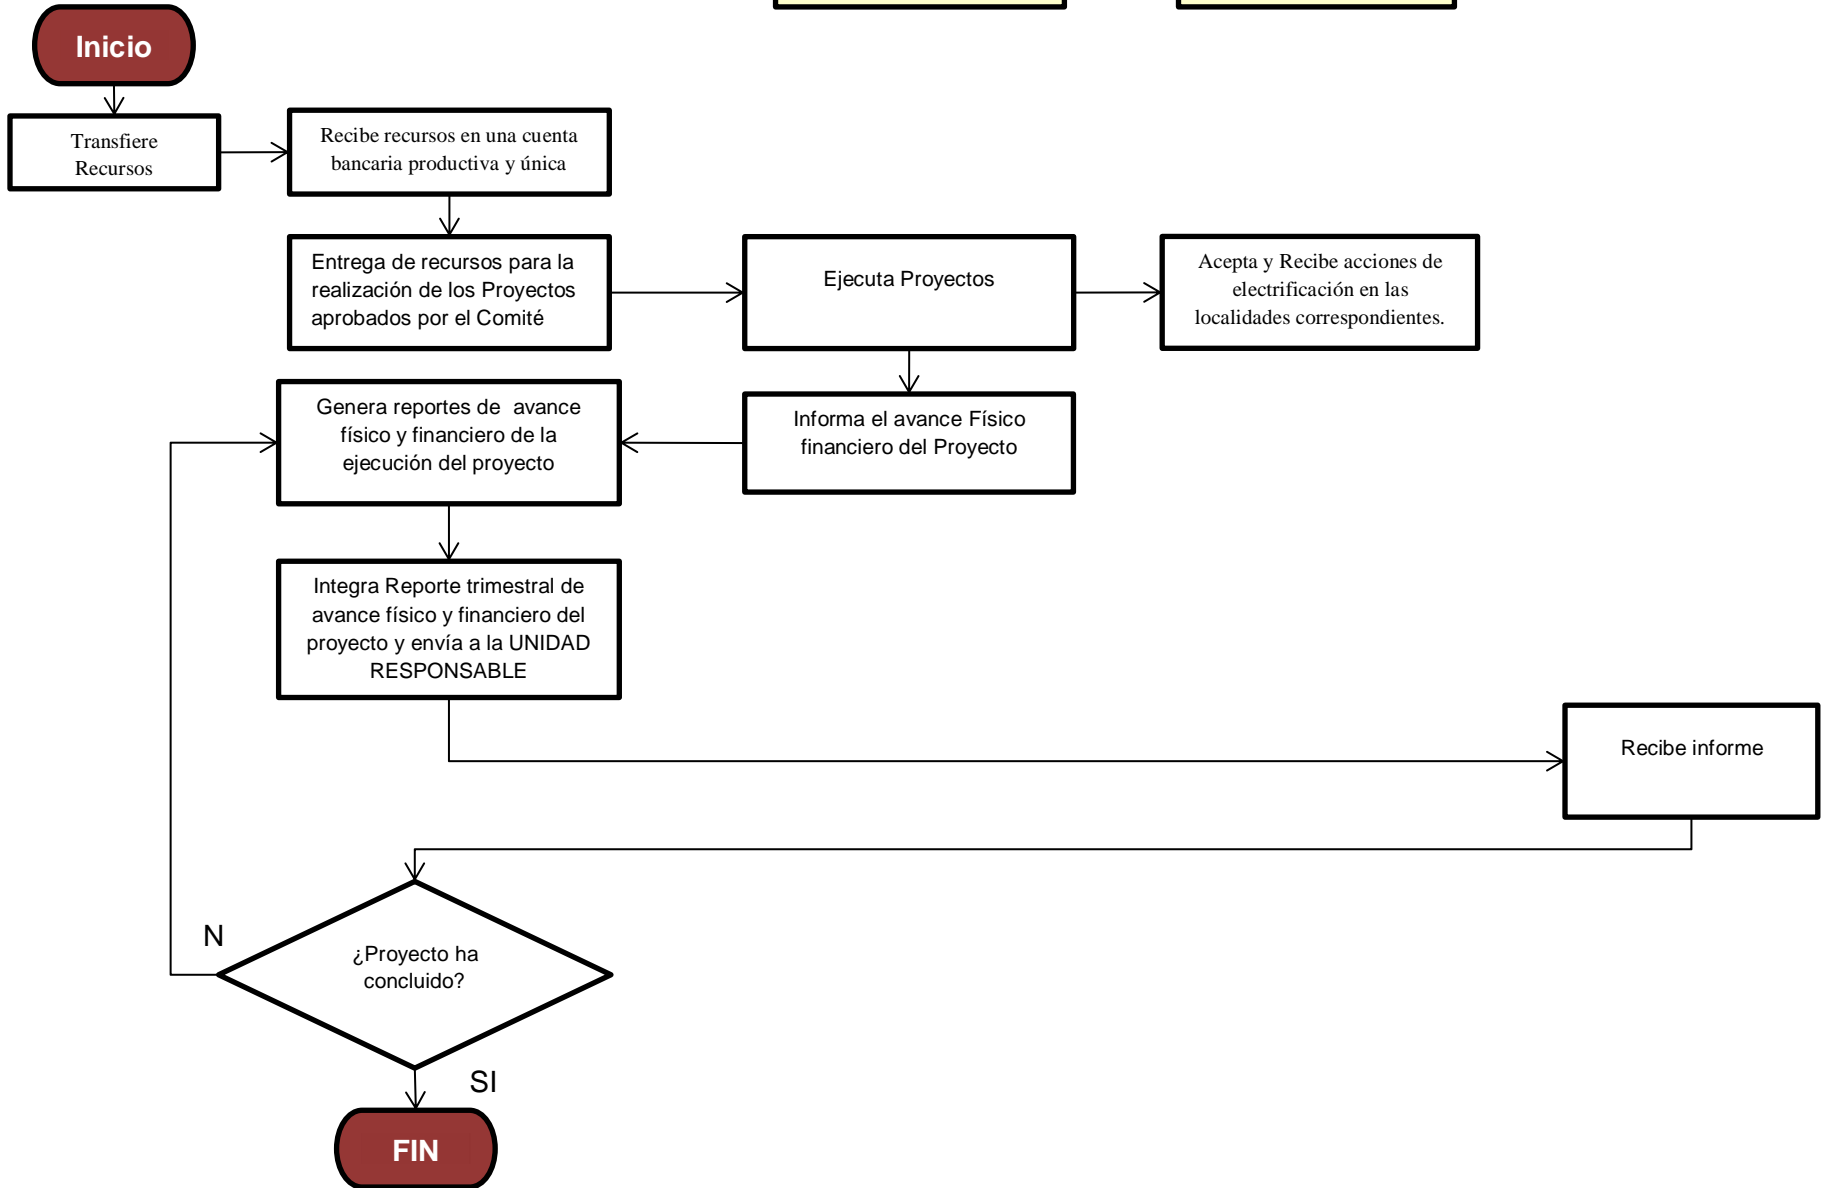 Inicio
Transfiere
Recursos
Recibe recursos en una cuenta
bancaria productiva y única
Entrega de recursos para la
realización de los Proyectos
aprobados por el Comité
Ejecuta Proyectos
Acepta y Recibe acciones de
electrificación en las
localidades correspondientes.
Genera reportes de avance
físico y financiero de la
ejecución del proyecto
Informa el avance Físico
financiero del Proyecto
Integra Reporte trimestral de
avance físico y financiero del
proyecto y envía a la UNIDAD
RESPONSABLE
Recibe informe
N
¿Proyecto ha
concluido?
SI
FIN